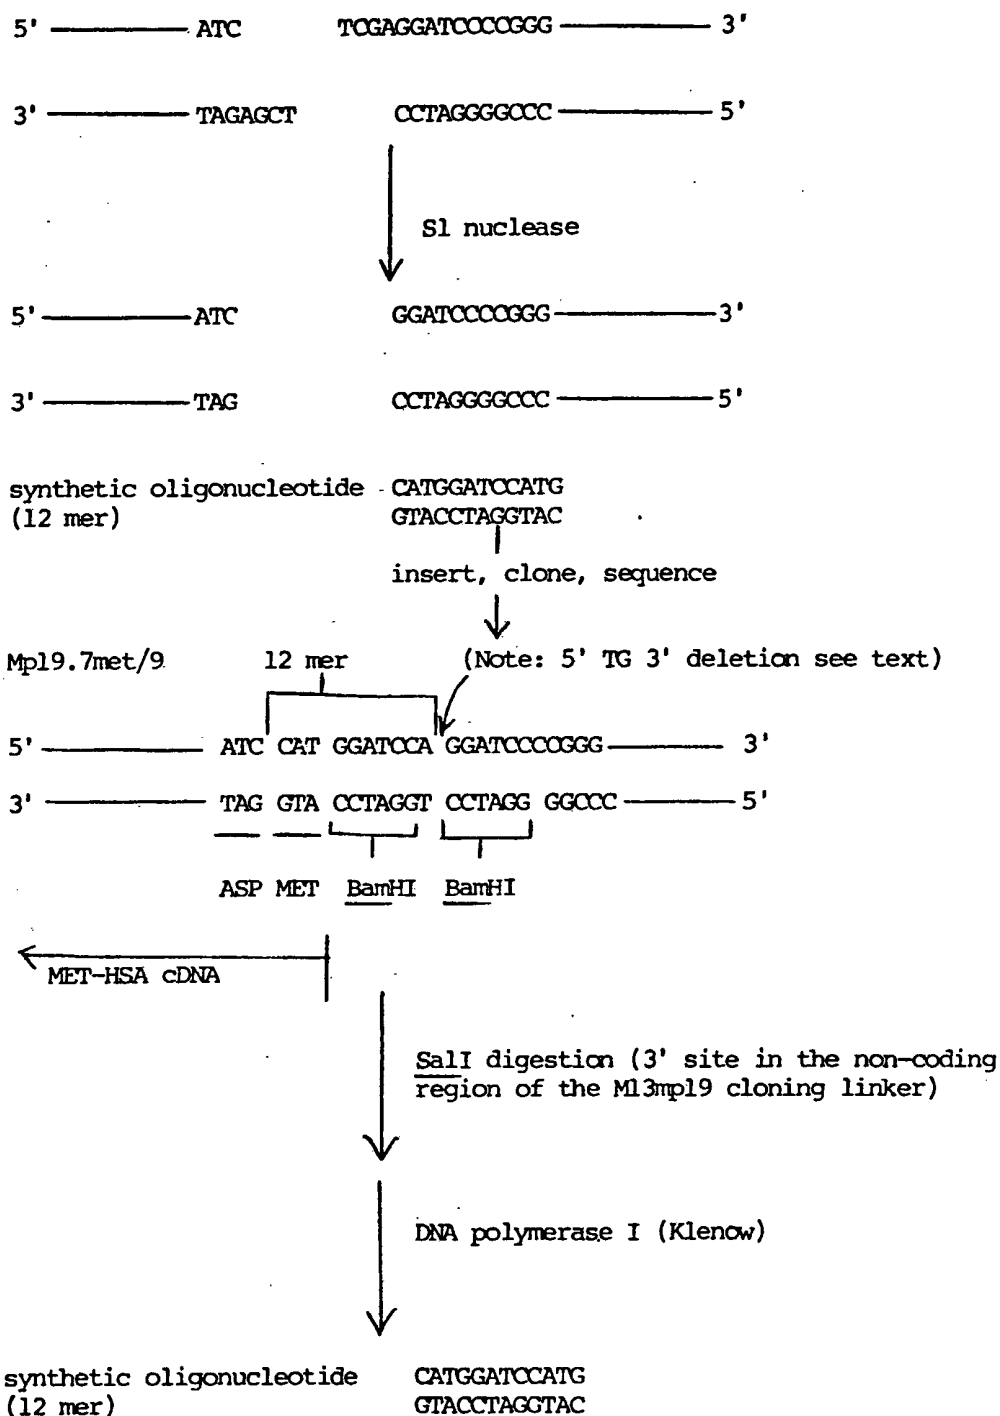 5' ATC TCGAGGATCCCCGGG 3'
3' TAGAGCT CCTAGGGGCCC 5'
S1 nuclease
5' ATC GGATCCCCGGG 3'
3' TAG CCTAGGGGCCC 5'
synthetic oligonucleotide CATGGATCCATG
(12 mer) GTACCTAGGTAC
insert, clone, sequence
Mp19.7met/9 12 mer (Note: 5' TG 3' deletion see text)
5' ATC CAT GGATCCA GGATCCCCGGG 3'
3' TAG GTA CCTAGGT CCTAGG GGCCC 5'
ASP MET BamHI BamHI
MET-HSA cDNA
SalI digestion (3' site in the non-coding
region of the M13mp19 cloning linker)
DNA polymerase I (Klenow)
synthetic oligonucleotide CATGGATCCATG
(12 mer) GTACCTAGGTAC